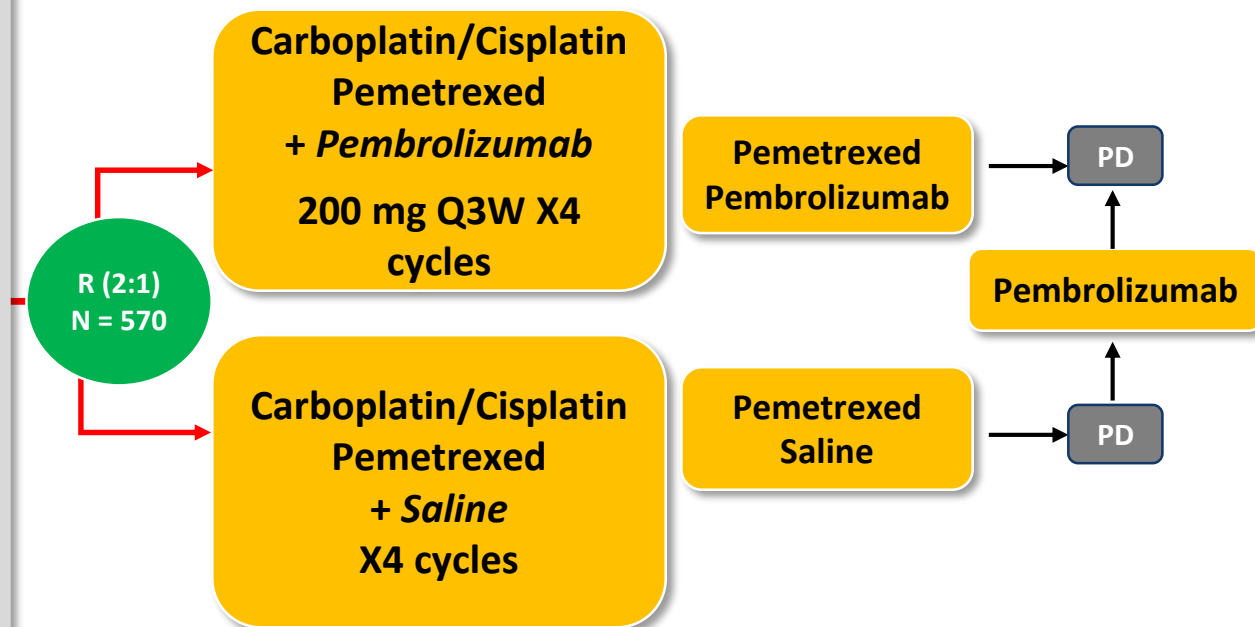 Carboplatin/Cisplatin
Pemetrexed
+ Pembrolizumab
200 mg Q3W X4
cycles
Pemetrexed
Pembrolizumab
PD
R (2:1)
N = 570
Pembrolizumab
Carboplatin/Cisplatin
Pemetrexed
+ Saline
X4 cycles
Pemetrexed
Saline
PD